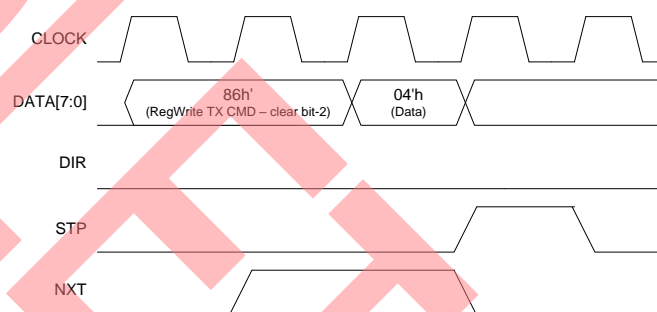 CLOCK
DATA[7:0]
86h'
(RegWrite TX CMD – clear bit-2)
04'h
(Data)
DIR
STP
NXT